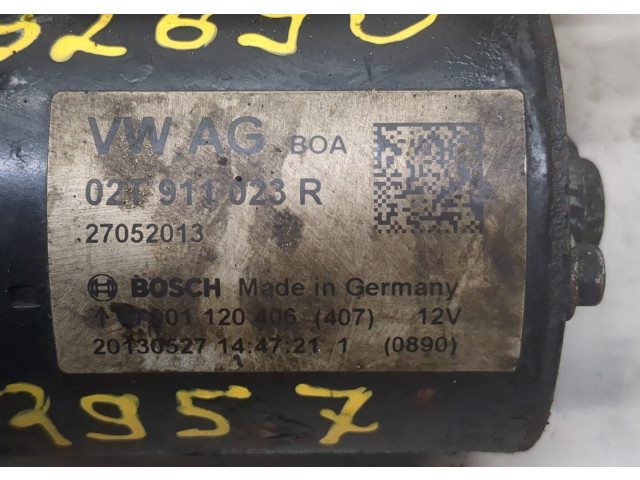 VW AG BOA
02T 911 023 R
27052013
BOSCH Made in Germany
001 120 406 (407) 12V
20130527 14:47:21 1 (0890)
2957